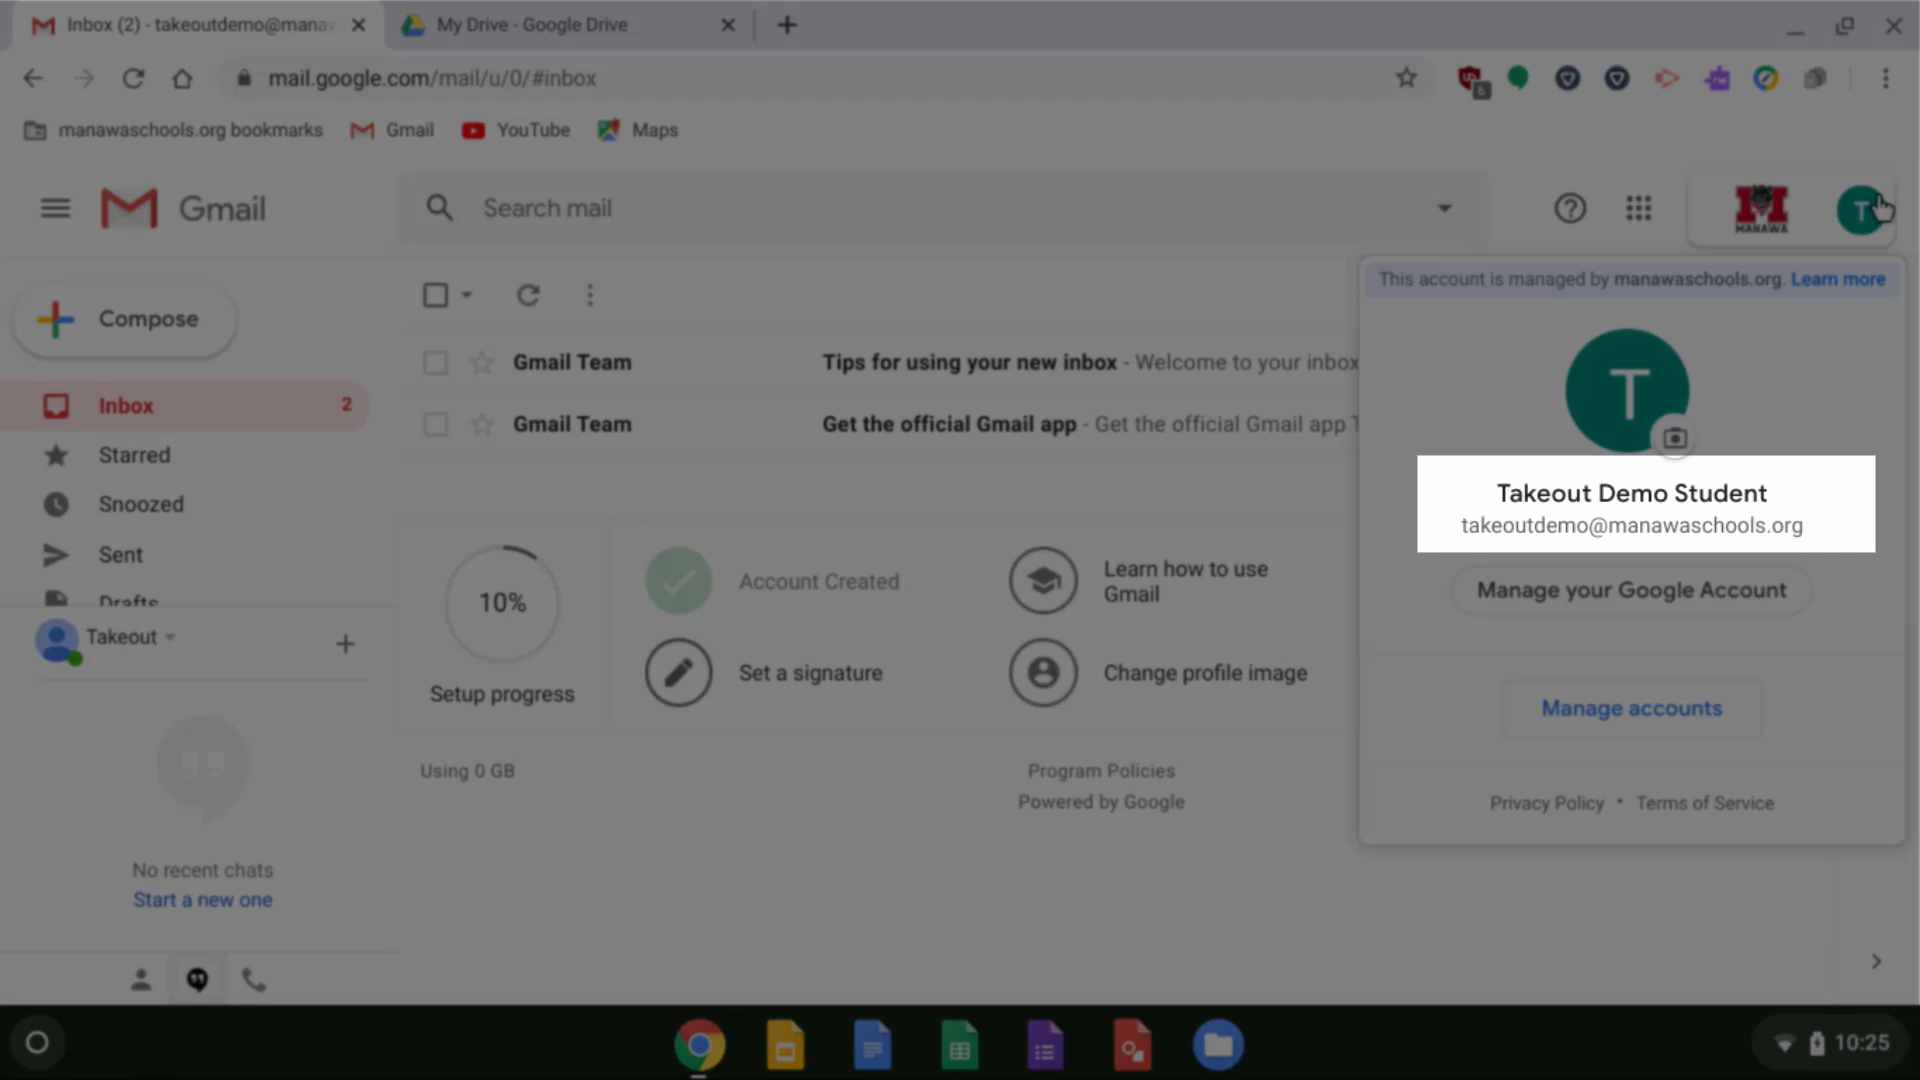 Inbox (2) - takeoutdemo@manaw
My Drive - Google Drive
mail.google.com/mail/u/0/#inbox
6
manawaschools.org bookmarks
Gmail
YouTube
Maps
Gmail
Search mail
MANAWA
T
This account is managed by manawaschools.org. Learn more
Compose
T
Gmail Team
Tips for using your new inbox - Welcome to your inbox
Inbox
2
Gmail Team
Get the official Gmail app - Get the official Gmail app T
Starred
Takeout Demo Student
takeoutdemo@manawaschools.org
Snoozed
Sent
Drafts
Account Created
Learn how to use
Gmail
Manage your Google Account
10%
Takeout
Set a signature
Change profile image
Setup progress
Manage accounts
Using 0 GB
Program Policies
Powered by Google
Privacy Policy • Terms of Service
No recent chats
Start a new one
10:25